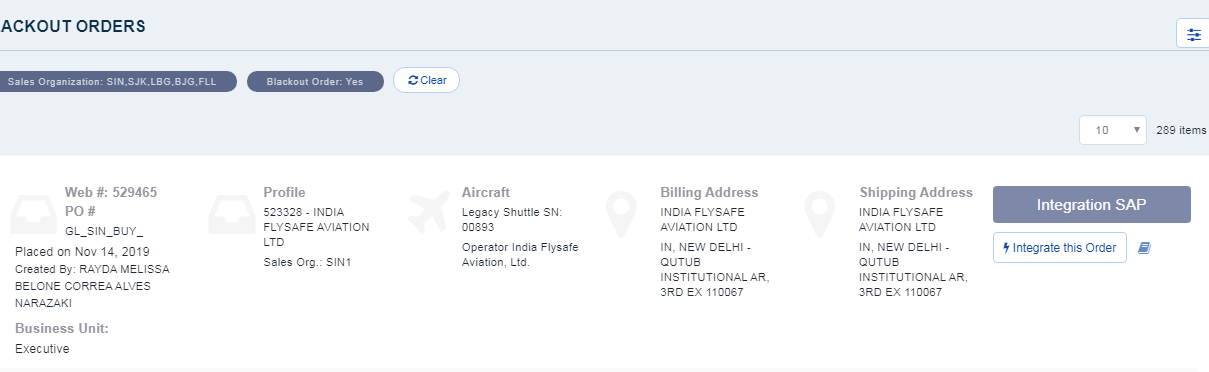 LACKOUT ORDERS
Sales Organization: SIN,SJK,LBG,BJG,FLL
Blackout Order: Yes
Clear
10
289 items
Web #: 529465
PO #
GL_SIN_BUY_
Placed on Nov 14, 2019
Created By: RAYDA MELISSA
BELONE CORREA ALVES
NARAZAKI
Business Unit:
Executive
Profile
523328 - INDIA
FLYSAFE AVIATION
LTD
Sales Org.: SIN1
Aircraft
Legacy Shuttle SN:
00893
Operator India Flysafe
Aviation, Ltd.
Billing Address
INDIA FLYSAFE
AVIATION LTD
IN, NEW DELHI -
QUTUB
INSTITUTIONAL AR,
3RD EX 110067
Shipping Address
INDIA FLYSAFE
AVIATION LTD
IN, NEW DELHI -
QUTUB
INSTITUTIONAL AR,
3RD EX 110067
Integration SAP
Integrate this Order